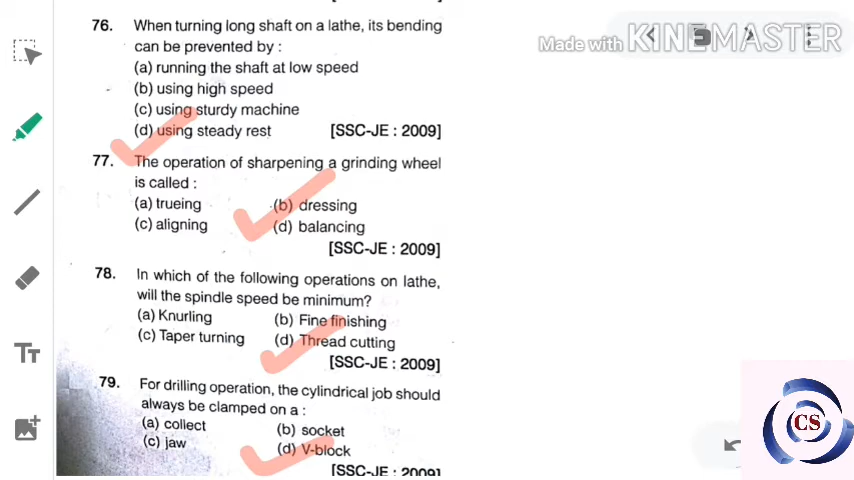 76. When turning long shaft on a lathe, its bending
can be prevented by :
(a) running the shaft at low speed
(b) using high speed
(c) using sturdy machine
(d) using steady rest [SSC-JE : 2009]
77. The operation of sharpening a grinding wheel
is called :
(a) trueing (b) dressing
(c) aligning (d) balancing
[SSC-JE : 2009]
78. In which of the following operations on lathe,
will the spindle speed be minimum?
(a) Knurling (b) Fine finishing
(c) Taper turning (d) Thread cutting
[SSC-JE : 2009]
79. For drilling operation, the cylindrical job should
always be clamped on a :
(a) collect (b) socket
(c) jaw (d) V-block
[SSC-JE : 2009]
Made with KINEMASTER
Tт
CS